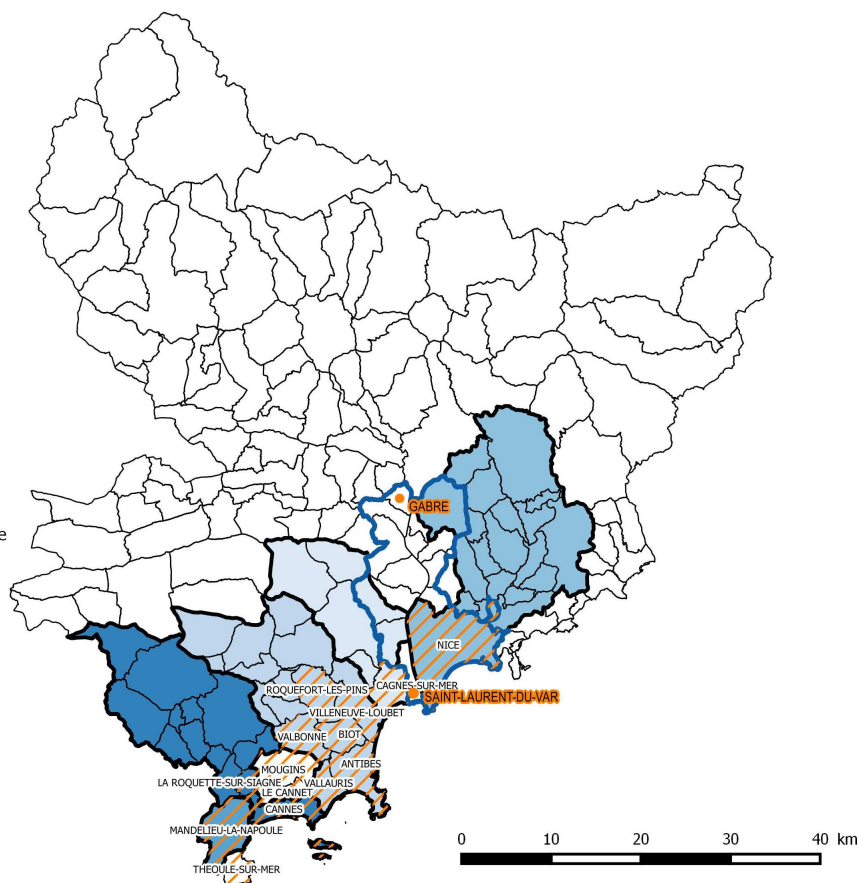 GABRE
e
NICE
ROQUEFORT-LES-PINS
CAGNES-SUR-MER
SAINT-LAURENT-DU-VAR
VILLENEUVE-LOUBET
VALBONNE
BIOT
ANTIBES
MOUGINS
LA ROQUETTE-SUR-SIAGNE
VALLAURIS
LE CANNET
CANNES
MANDELIEU-LA-NAPOULE
THEOULE-SUR-MER
0 10 20 30 40 km